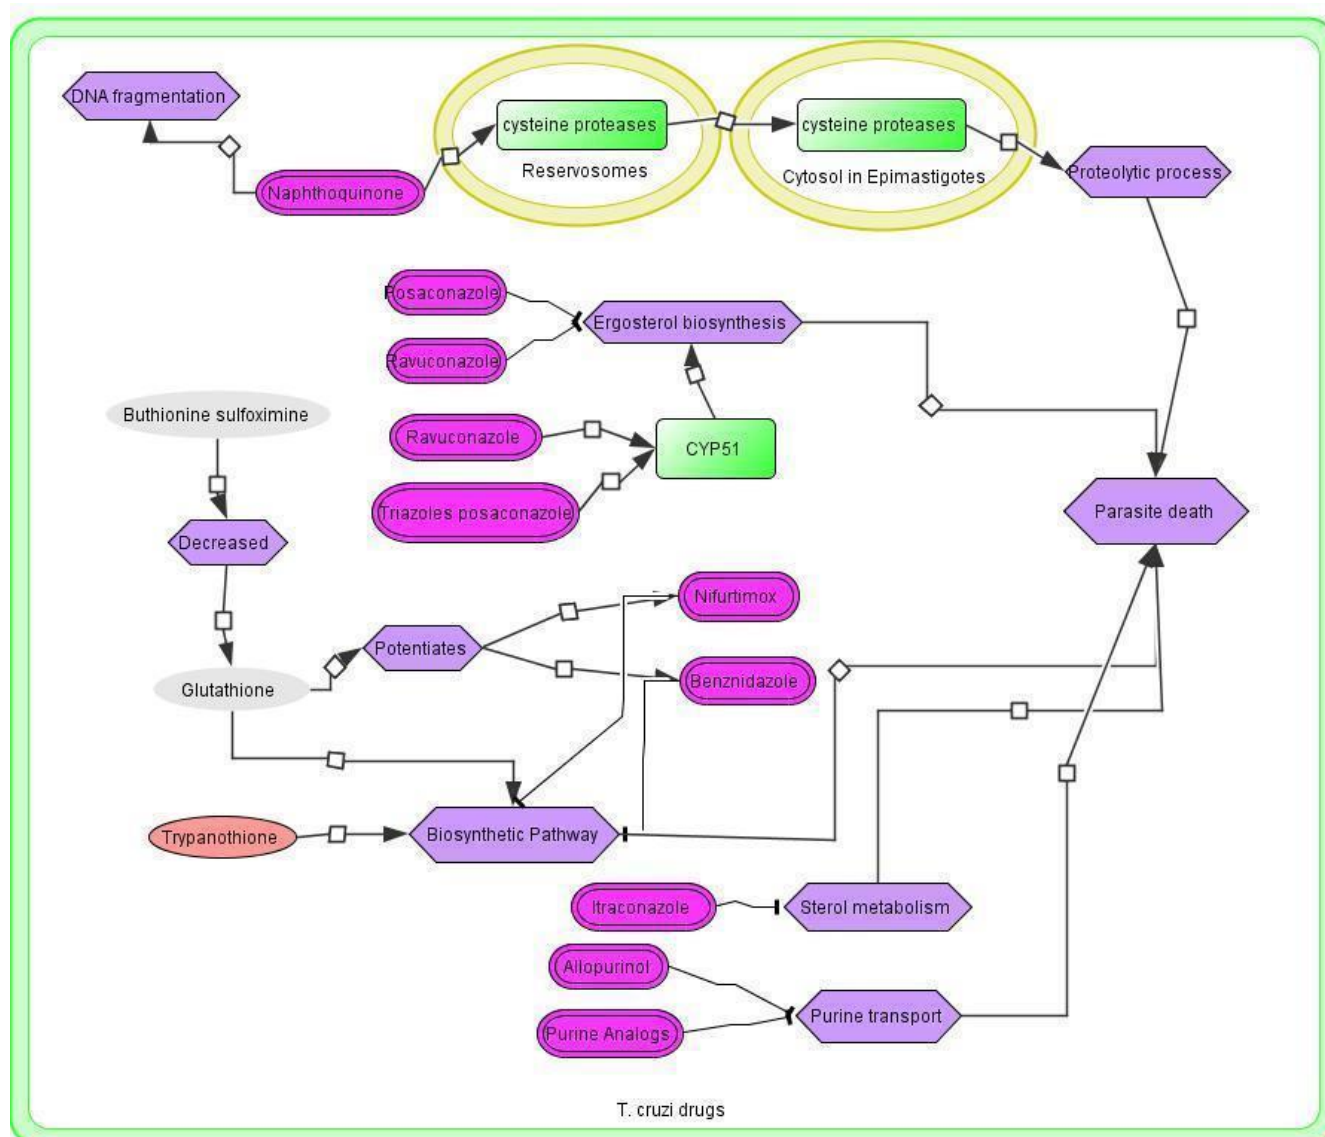 DNA fragmentation
Naphthoquinone
cysteine proteases
Reservosomes
cysteine proteases
Cytosol in Epimastigotes
Proteolytic process
Posaconazole
Ergosterol biosynthesis
Ravuconazole
Buthionine sulfoximine
Ravuconazole
CYP51
Triazoles posaconazole
Parasite death
Decreased
Nifurtimox
Potentiates
Glutathione
Benznidazole
Trypanothione
Biosynthetic Pathway
Itraconazole
Sterol metabolism
Allopurinol
Purine transport
Purine Analogs
T. cruzi drugs